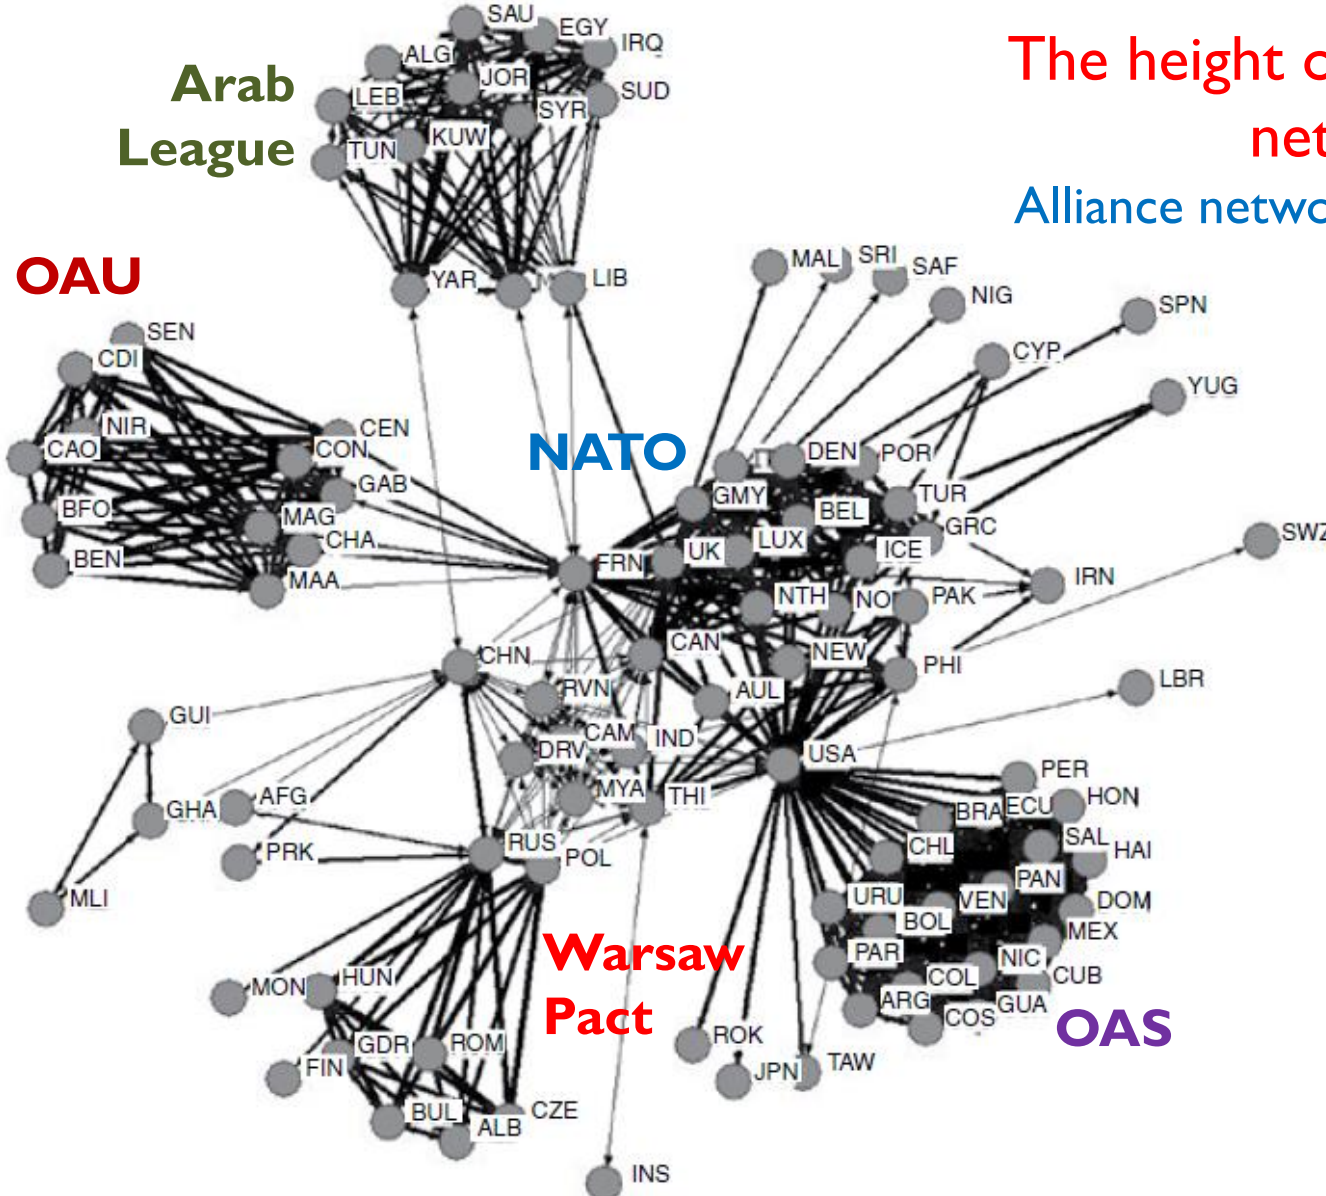 SAU
EGY
IRQ
ALG
JOR
SUD
LEB
SYR
KUW
TUN
Arab
League
The height
net
Alliance netwo
YAR
LIB
OAU
MAL
SRI
SAF
NIG
SPN
CYP
YUG
SEN
CDI
NIR
CAO
CEN
CON
GAB
BFO
MAG
CHA
BEN
MAA
NATO
DEN
POR
GMY
BEL
TUR
GRC
LUX
UK
ICE
FRN
SWZ
IRN
NTH
NO
PAK
CAN
NEW
PHI
CHN
RVN
AUL
LBR
GUI
CAM
IND
DRV
USA
MYA
THI
GHA
AFG
PRK
RUS
POL
MLI
PER
BRA
ECU
HON
CHL
SAL
HAI
PAN
URU
VEN
DOM
BOL
MEX
PAR
NIC
COL
CUB
ARG
GUA
COS
OAS
Warsaw
Pact
MON
HUN
GDR
ROM
FIN
BUL
CZE
ALB
ROK
JPN
TAW
INS